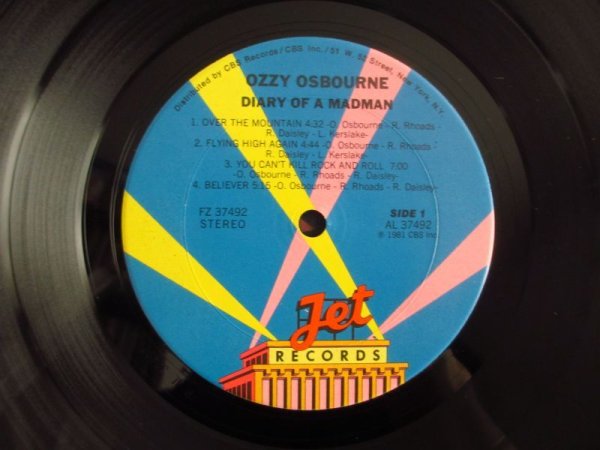 Distributed by CBS Records / CBS Inc. / 51 W. 52 Street, New York, N.Y.
OZZY OSBOURNE
DIARY OF A MADMAN
1. OVER THE MOUNTAIN 4:32 -O. Osbourne - R. Rhoads -
R. Daisley - L. Kerslake-
2. FLYING HIGH AGAIN 4:44 -O. Osbourne - R. Rhoads -
R. Daisley - L. Kerslake-
3. YOU CAN'T KILL ROCK AND ROLL 7:00
-O. Osbourne - R. Rhoads - R. Daisley-
4. BELIEVER 5:15 -O. Osbourne - R. Rhoads - R. Daisley-
FZ 37492
STEREO
SIDE 1
AL 37492
℗ 1981 CBS Inc.
Jet
RECORDS